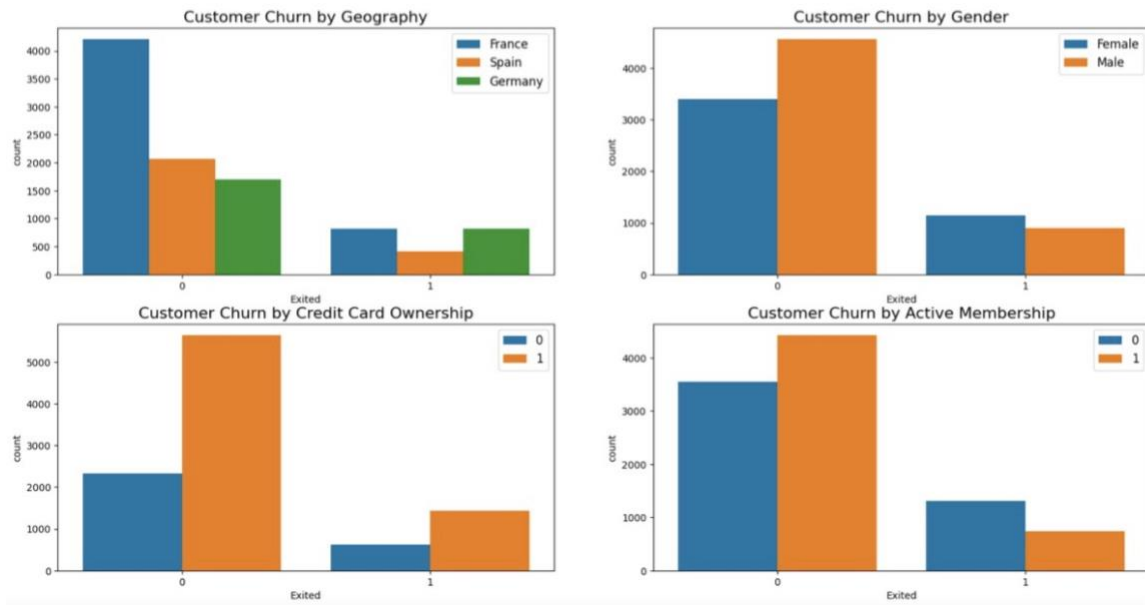 Customer Churn by Geography
4000
3500
3000
2500
2000
1500
1000
500
0
count
France
Spain
Germany
0
1
Exited
Customer Churn by Gender
4000
3000
2000
1000
0
count
Female
Male
0
1
Exited
Customer Churn by Credit Card Ownership
5000
4000
3000
2000
1000
0
count
0
1
0
1
Exited
Customer Churn by Active Membership
4000
3000
2000
1000
0
count
0
1
0
1
Exited